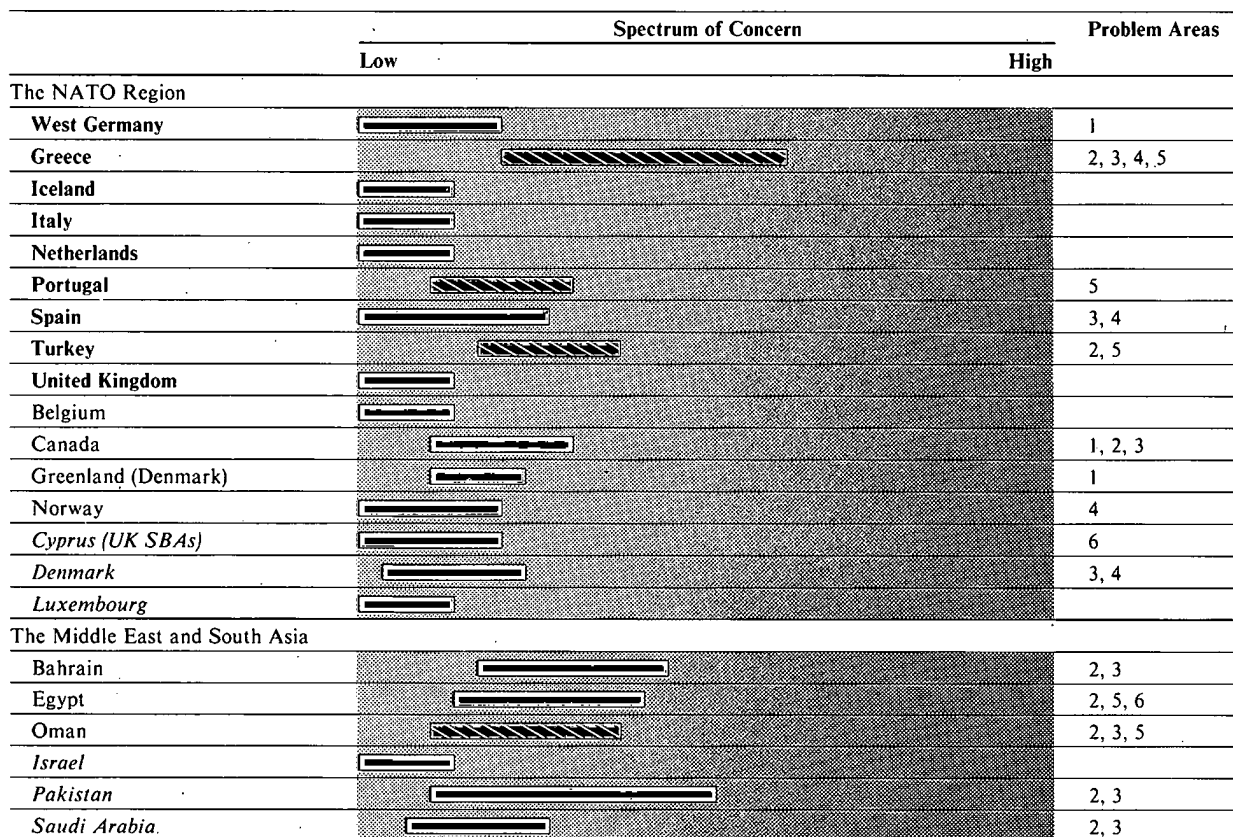 Spectrum of Concern Problem Areas
Low High
The NATO Region
West Germany 1
Greece 2, 3, 4, 5
Iceland
Italy
Netherlands
Portugal 5
Spain 3, 4
Turkey 2, 5
United Kingdom
Belgium
Canada 1, 2, 3
Greenland (Denmark) 1
Norway 4
Cyprus (UK SBAs) 6
Denmark 3, 4
Luxembourg
The Middle East and South Asia
Bahrain 2, 3
Egypt 2, 5, 6
Oman 2, 3, 5
Israel
Pakistan 2, 3
Saudi Arabia 2, 3